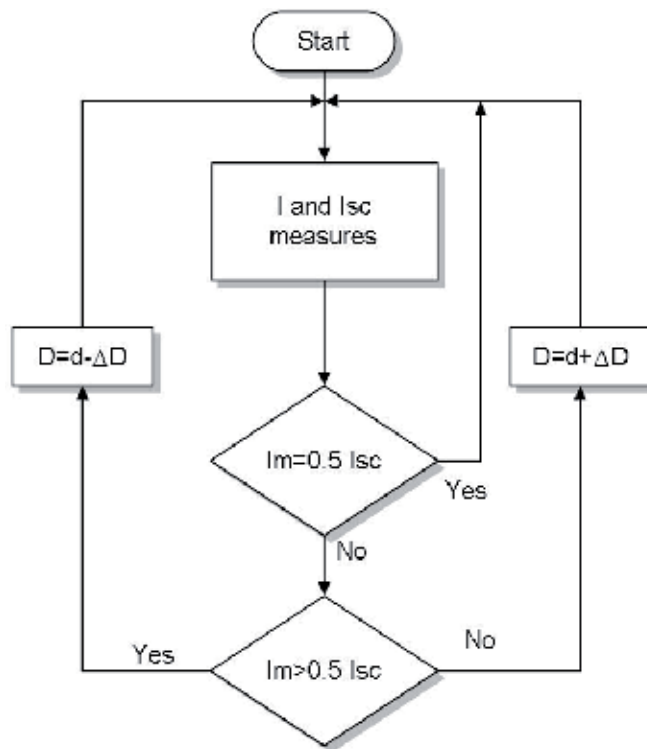 Start
I and Isc
measures
D=d-ΔD
D=d+ΔD
Im=0.5 Isc
Yes
No
Im>0.5 Isc
Yes
No